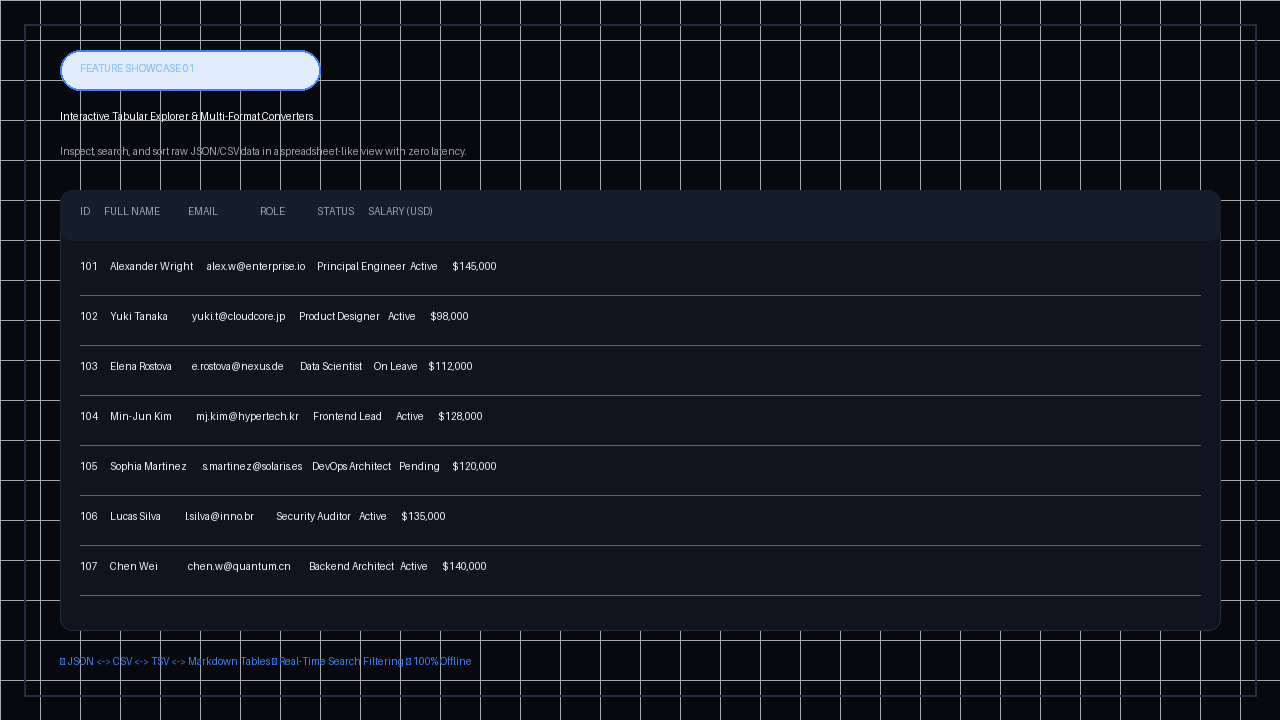 FEATURE SHOWCASE 01
Interactive Tabular Explorer & Multi-Format Converters
Inspect, search, and sort raw JSON/CSV data in a spreadsheet-like view with zero latency.
ID FULL NAME EMAIL ROLE STATUS SALARY (USD)
101 Alexander Wright alex.w@enterprise.io Principal Engineer Active $145,000
102 Yuki Tanaka yuki.t@cloudcore.jp Product Designer Active $98,000
103 Elena Rostova e.rostova@nexus.de Data Scientist On Leave $112,000
104 Min-Jun Kim mj.kim@hypertech.kr Frontend Lead Active $128,000
105 Sophia Martinez s.martinez@solaris.es DevOps Architect Pending $120,000
106 Lucas Silva l.silva@inno.br Security Auditor Active $135,000
107 Chen Wei chen.w@quantum.cn Backend Architect Active $140,000
JSON <-> CSV <-> TSV <-> Markdown Tables Real-Time Search Filtering 100% Offline